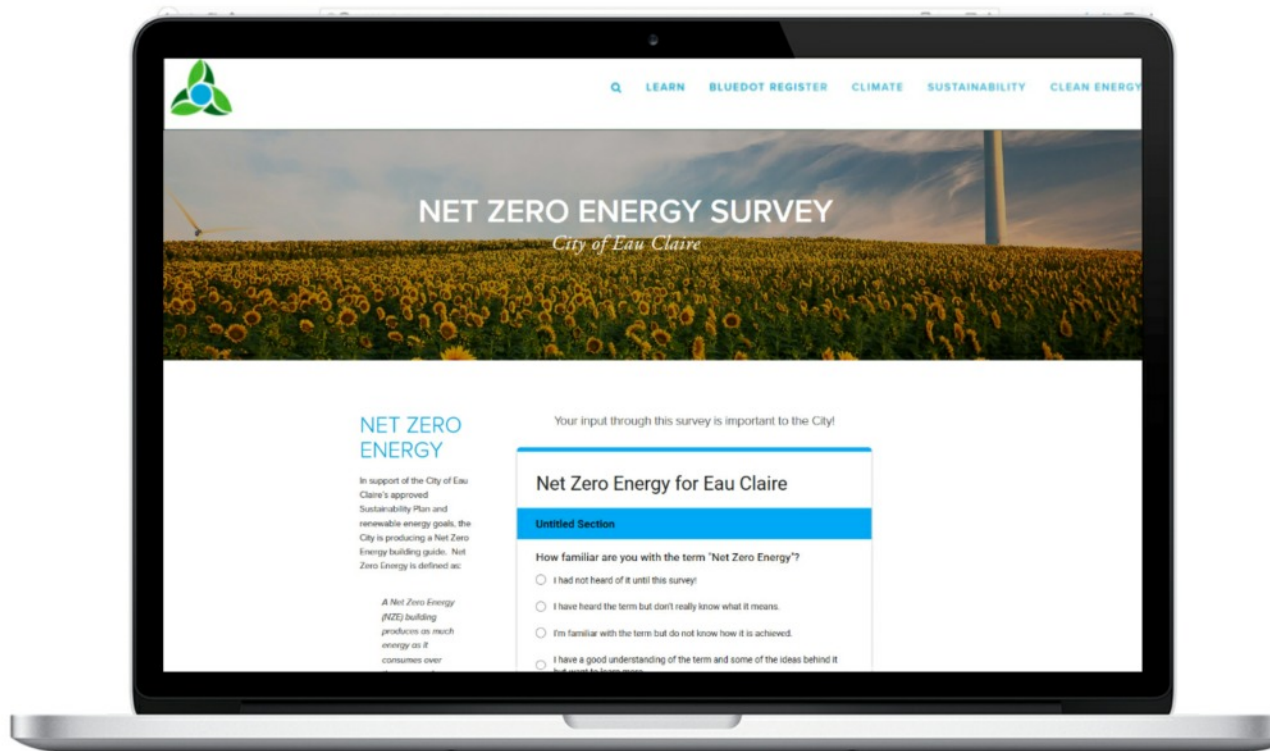 LEARN BLUEDOT REGISTER CLIMATE SUSTAINABILITY CLEAN ENERGY
NET ZERO ENERGY SURVEY
City of Eau Claire
NET ZERO
ENERGY
In support of the City of Eau
Claire's approved
Sustainability Plan and
renewable energy goals, the
City is producing a Net Zero
Energy building guide. Net
Zero Energy is defined as:
A Net Zero Energy
(NZE) building
produces as much
energy as it
consumes over
Your input through this survey is important to the City!
Net Zero Energy for Eau Claire
Untitled Section
How familiar are you with the term "Net Zero Energy"?
I had not heard of it until this survey!
I have heard the term but don't really know what it means.
I'm familiar with the term but do not know how it is achieved.
I have a good understanding of the term and some of the ideas behind it
but want to learn more